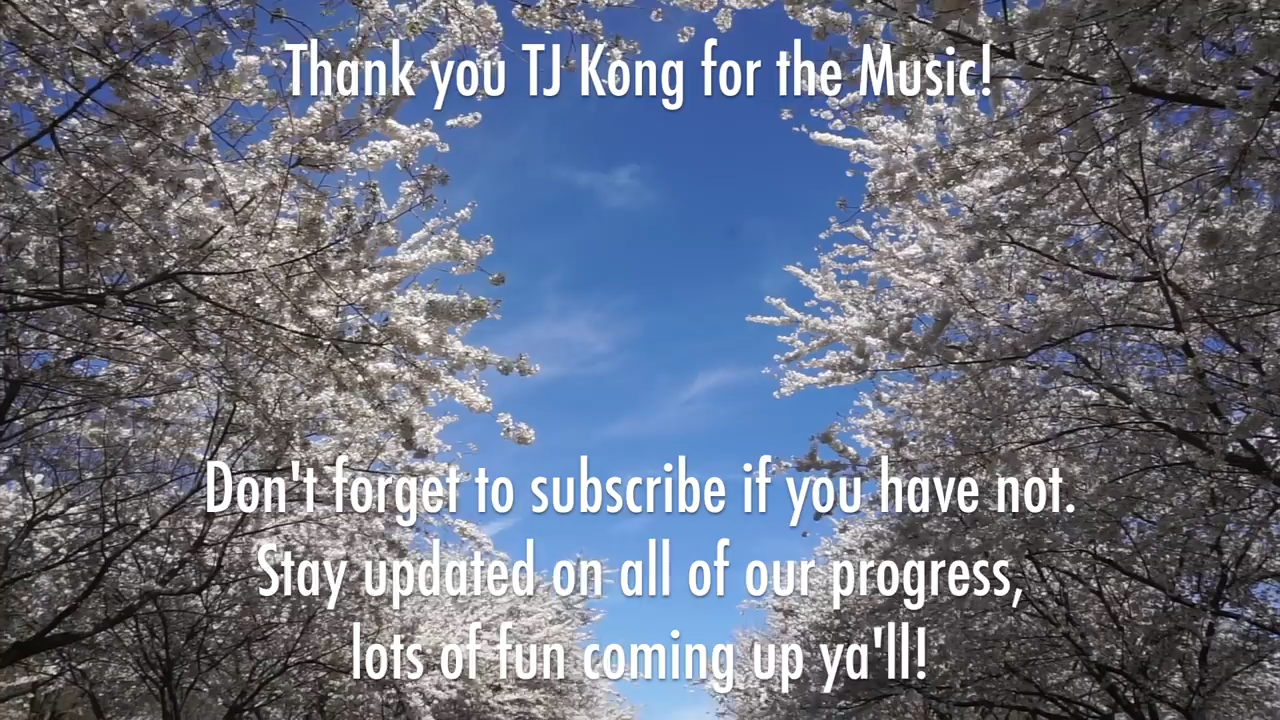 Thank you TJ Kong for the Music!
Don't forget to subscribe if you have not.
Stay updated on all of our progress,
lots of fun coming up ya'll!